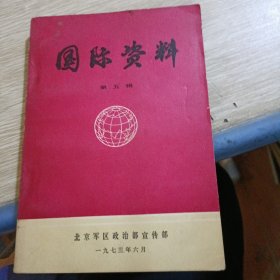 国际资料
第五辑
北京军区政治部宣传部
一九七三年六月